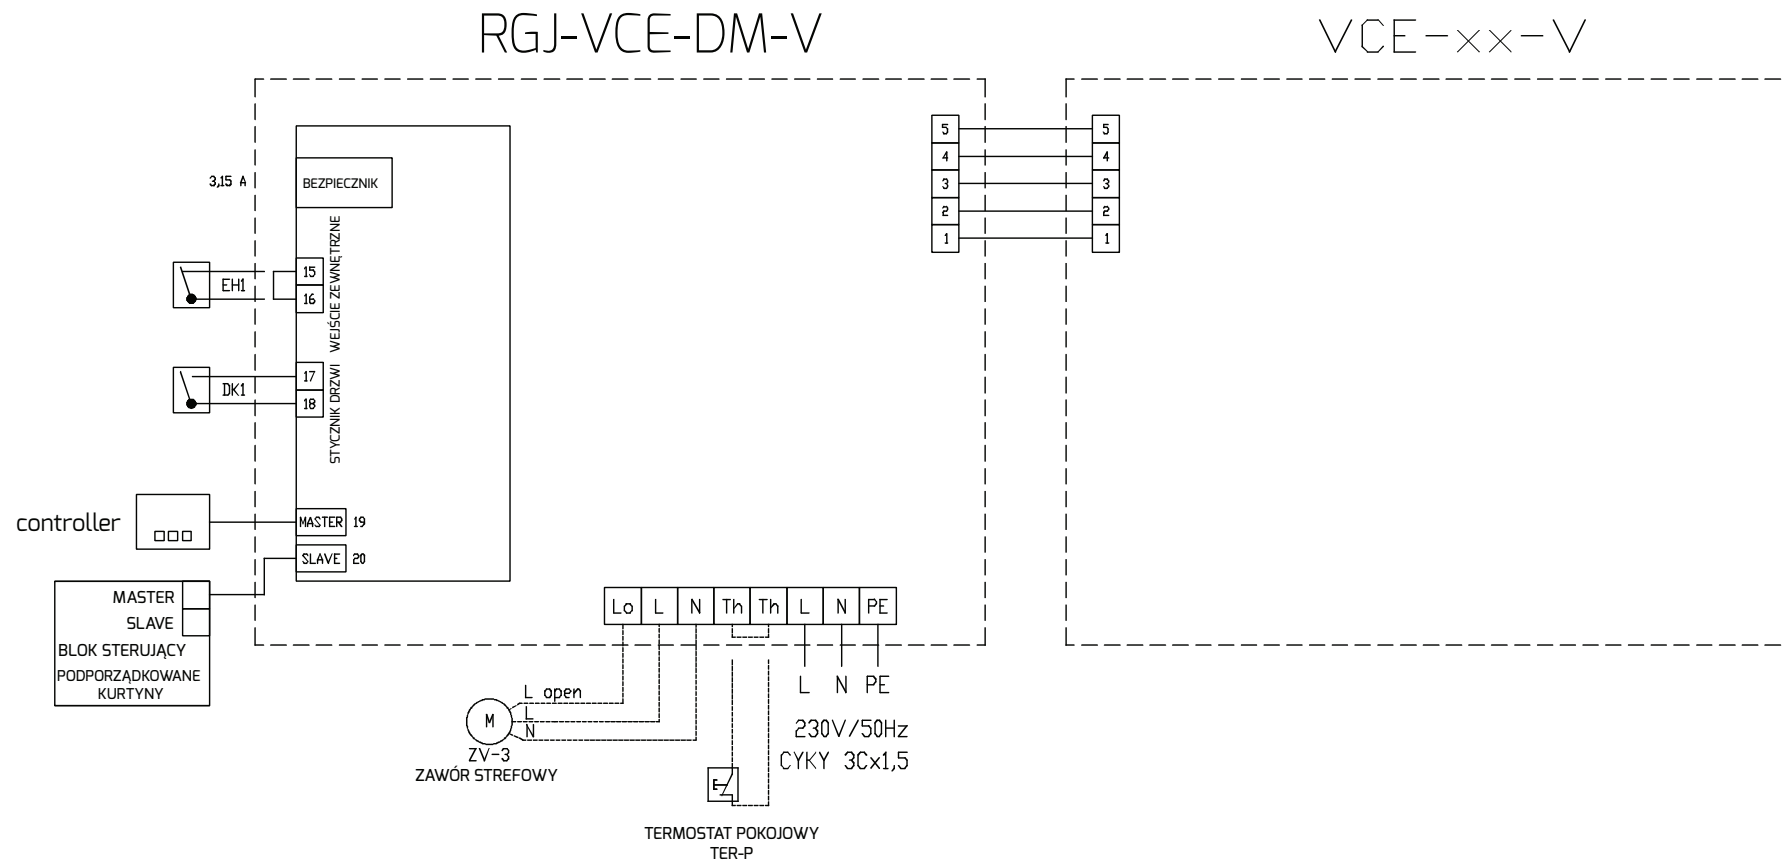 RGJ-VCE-DM-V
VCE-xx-V
3,15 A
BEZPIECZNIK
WEJŚCIE ZEWNĘTRZNE
EH1
15
16
STYCZNIK DRZWI
DK1
17
18
controller
MASTER 19
SLAVE 20
MASTER
SLAVE
BLOK STERUJĄCY
PODPORZĄDKOWANE
KURTYNY
5 5
4 4
3 3
2 2
1 1
Lo L N Th Th L N PE
L N PE
230V/50Hz
CYKY 3Cx1,5
L open
L
N
M
ZV-3
ZAWÓR STREFOWY
TERMOSTAT POKOJOWY
TER-P